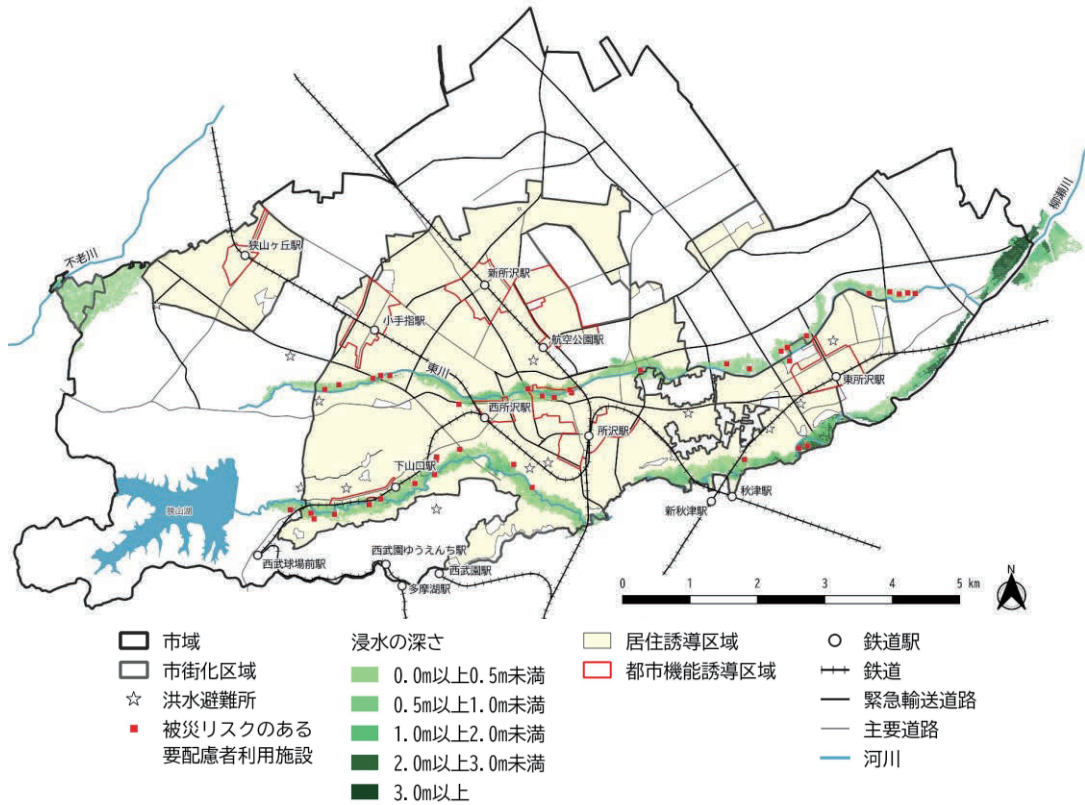 不老川
狭山ヶ丘駅
新所沢駅
柳瀬川
小手指駅
航空公園駅
東川
東所沢駅
西所沢駅
所沢駅
下山口駅
秋津駅
新秋津駅
狭山湖
西武球場前駅
西武園ゆうえんち駅
西武園駅
多摩湖駅
0 1 2 3 4 5 km
N
市域
市街化区域
洪水避難所
被災リスクのある
要配慮者利用施設
浸水の深さ
0.0m以上0.5m未満
0.5m以上1.0m未満
1.0m以上2.0m未満
2.0m以上3.0m未満
3.0m以上
居住誘導区域
都市機能誘導区域
鉄道駅
鉄道
緊急輸送道路
主要道路
河川